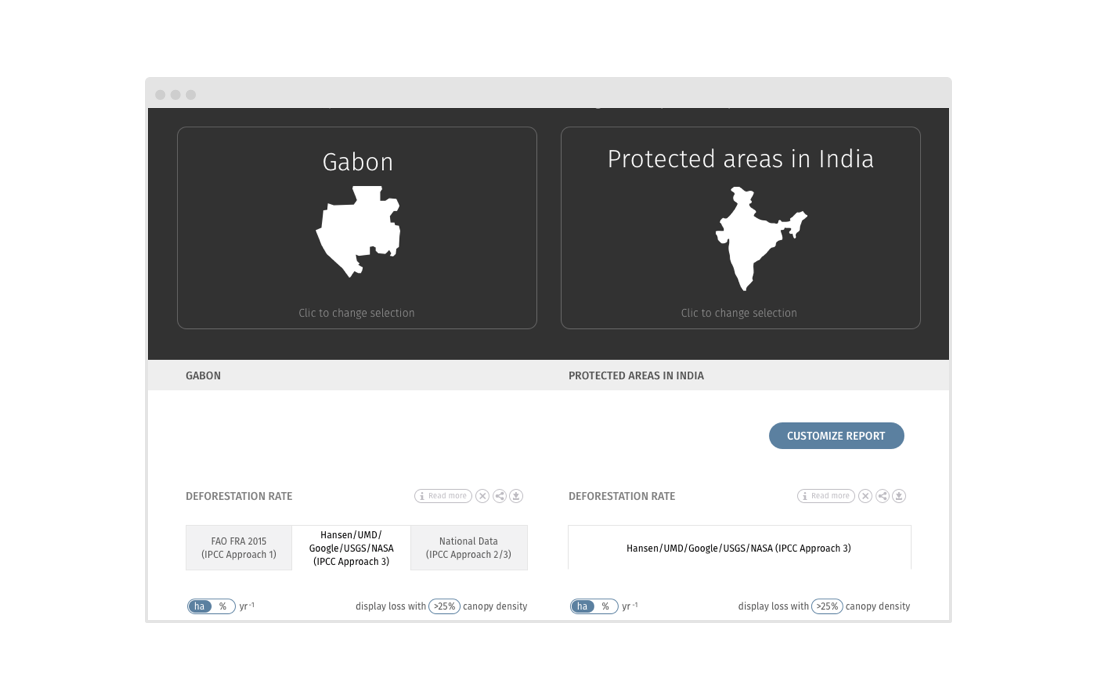 Gabon
Protected areas in India
Clic to change selection
Clic to change selection
GABON
PROTECTED AREAS IN INDIA
CUSTOMIZE REPORT
DEFORESTATION RATE
Read more
DEFORESTATION RATE
Read more
FAO FRA 2015
(IPCC Approach 1)
Hansen/UMD/
Google/USGS/NASA
(IPCC Approach 3)
National Data
(IPCC Approach 2/3)
Hansen/UMD/Google/USGS/NASA (IPCC Approach 3)
ha % yr⁻¹
display loss with >25% canopy density
ha % yr⁻¹
display loss with >25% canopy density